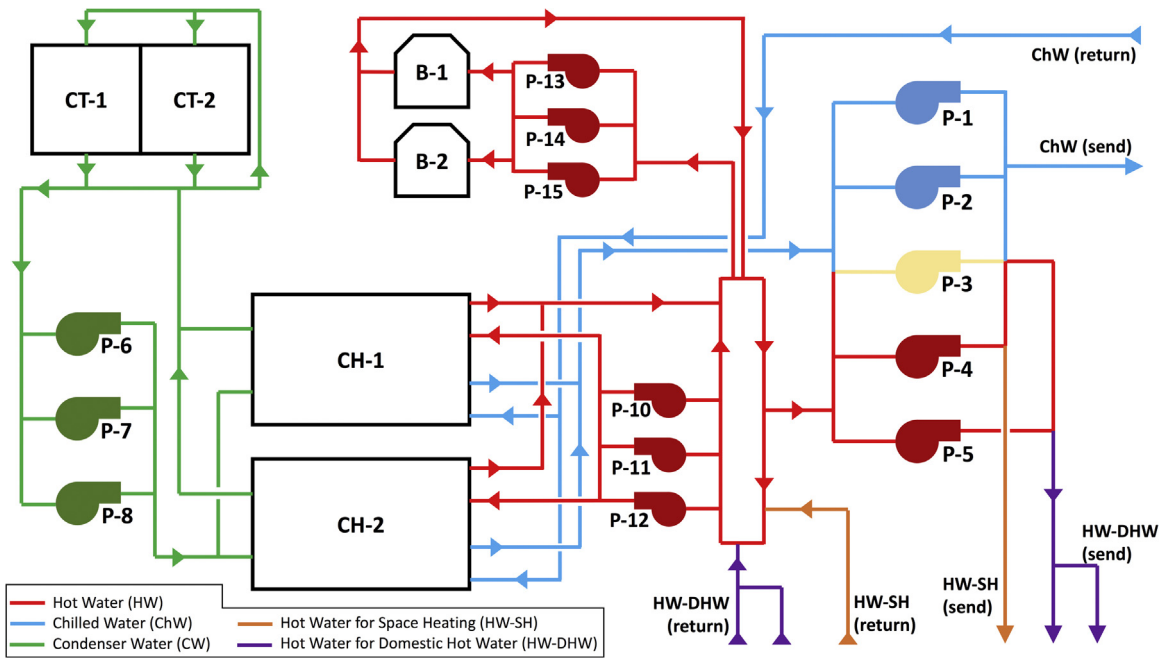 CT-1
CT-2
B-1
B-2
P-13
P-14
P-15
ChW (return)
P-1
ChW (send)
P-2
P-3
P-4
P-5
P-6
P-7
P-8
CH-1
CH-2
P-10
P-11
P-12
HW-DHW
(return)
HW-SH
(return)
HW-SH
(send)
HW-DHW
(send)
Hot Water (HW)
Chilled Water (ChW)
Condenser Water (CW)
Hot Water for Space Heating (HW-SH)
Hot Water for Domestic Hot Water (HW-DHW)